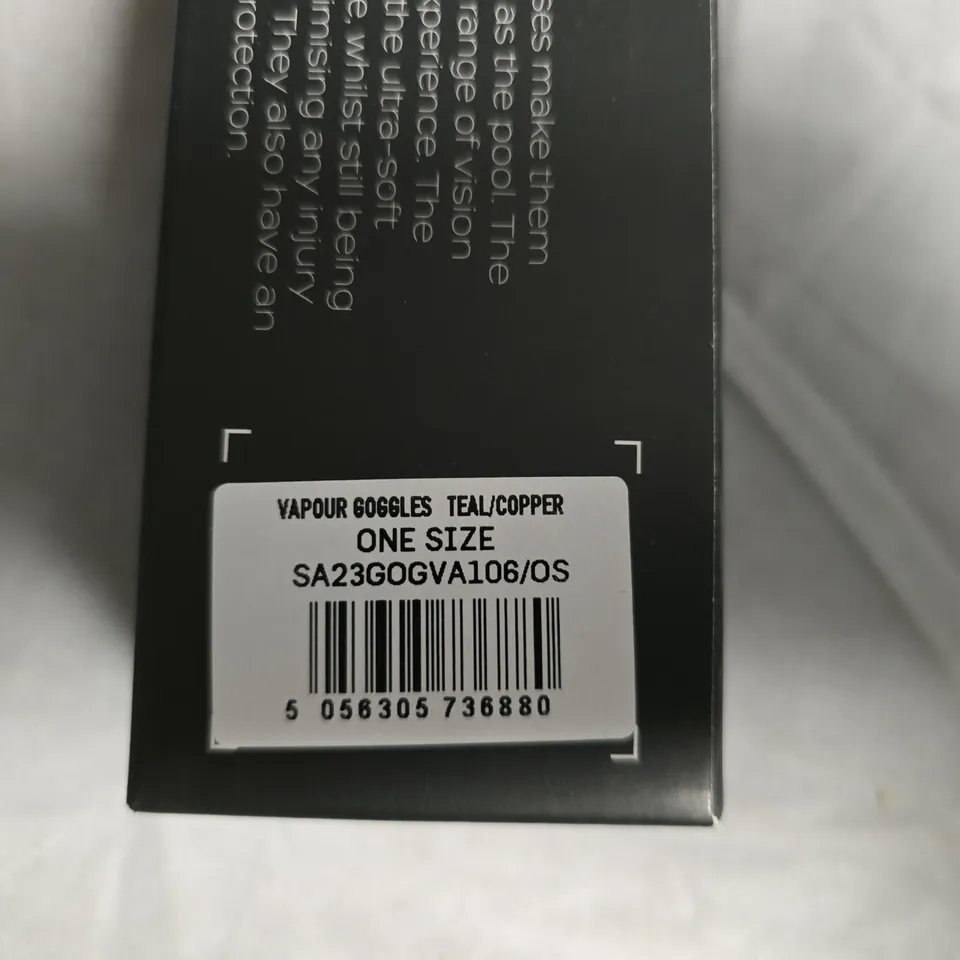 ses make them
as the pool. The
range of vision
xperience. The
the ultra-soft
e, whilst still being
imising any injury
They also have an
rotection.
VAPOUR GOGGLES TEAL/COPPER
ONE SIZE
SA23GOGVA106/OS
5 056305 736880